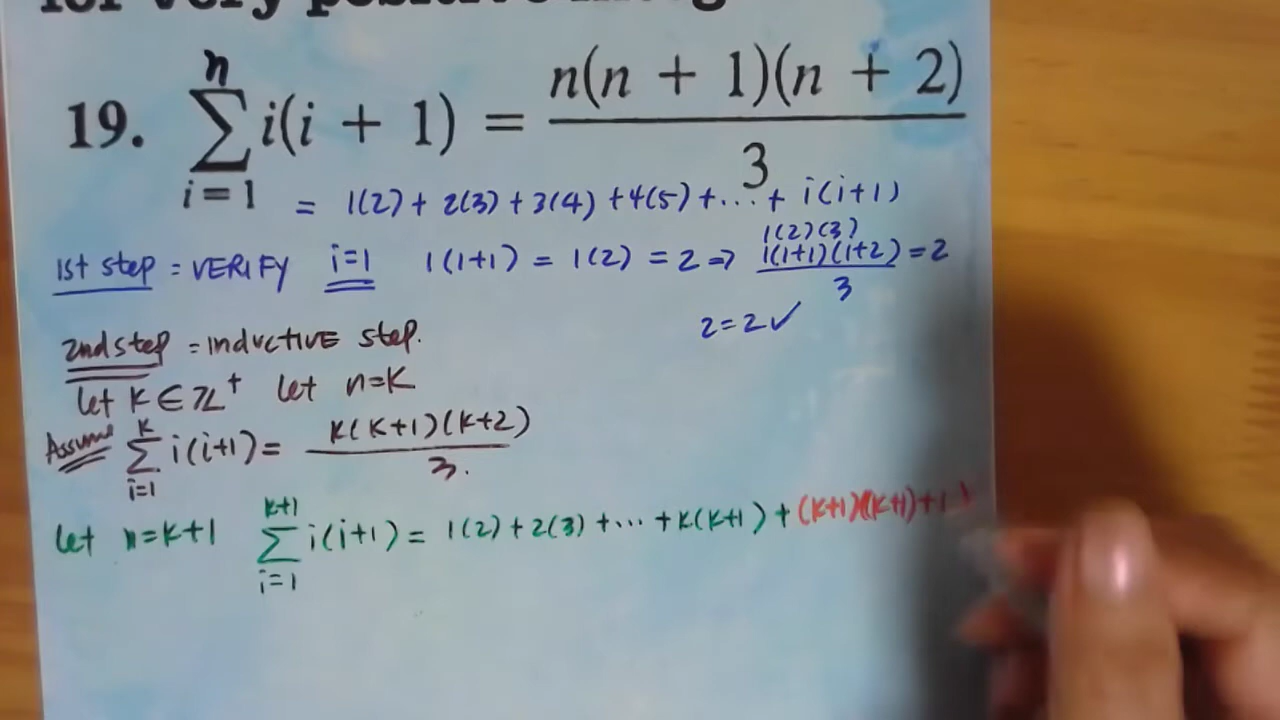 19. n ∑ i=1 i(i + 1) = n(n + 1)(n + 2) / 3
= 1(2) + 2(3) + 3(4) + 4(5) + ... + i(i+1)
1st step = VERIFY i=1 1(1+1) = 1(2) = 2 ⇒ 1(2)(3) 1(1+1)(1+2) / 3 = 2
2=2 ✓
2nd step = inductive step.
Let K ∈ ℤ⁺ Let n=K
Assume K ∑ i=1 i(i+1) = K(K+1)(K+2) / 3.
Let n=k+1 k+1 ∑ i=1 i(i+1) = 1(2) + 2(3) + ... + k(k+1) + (k+1)((k+1)+1)